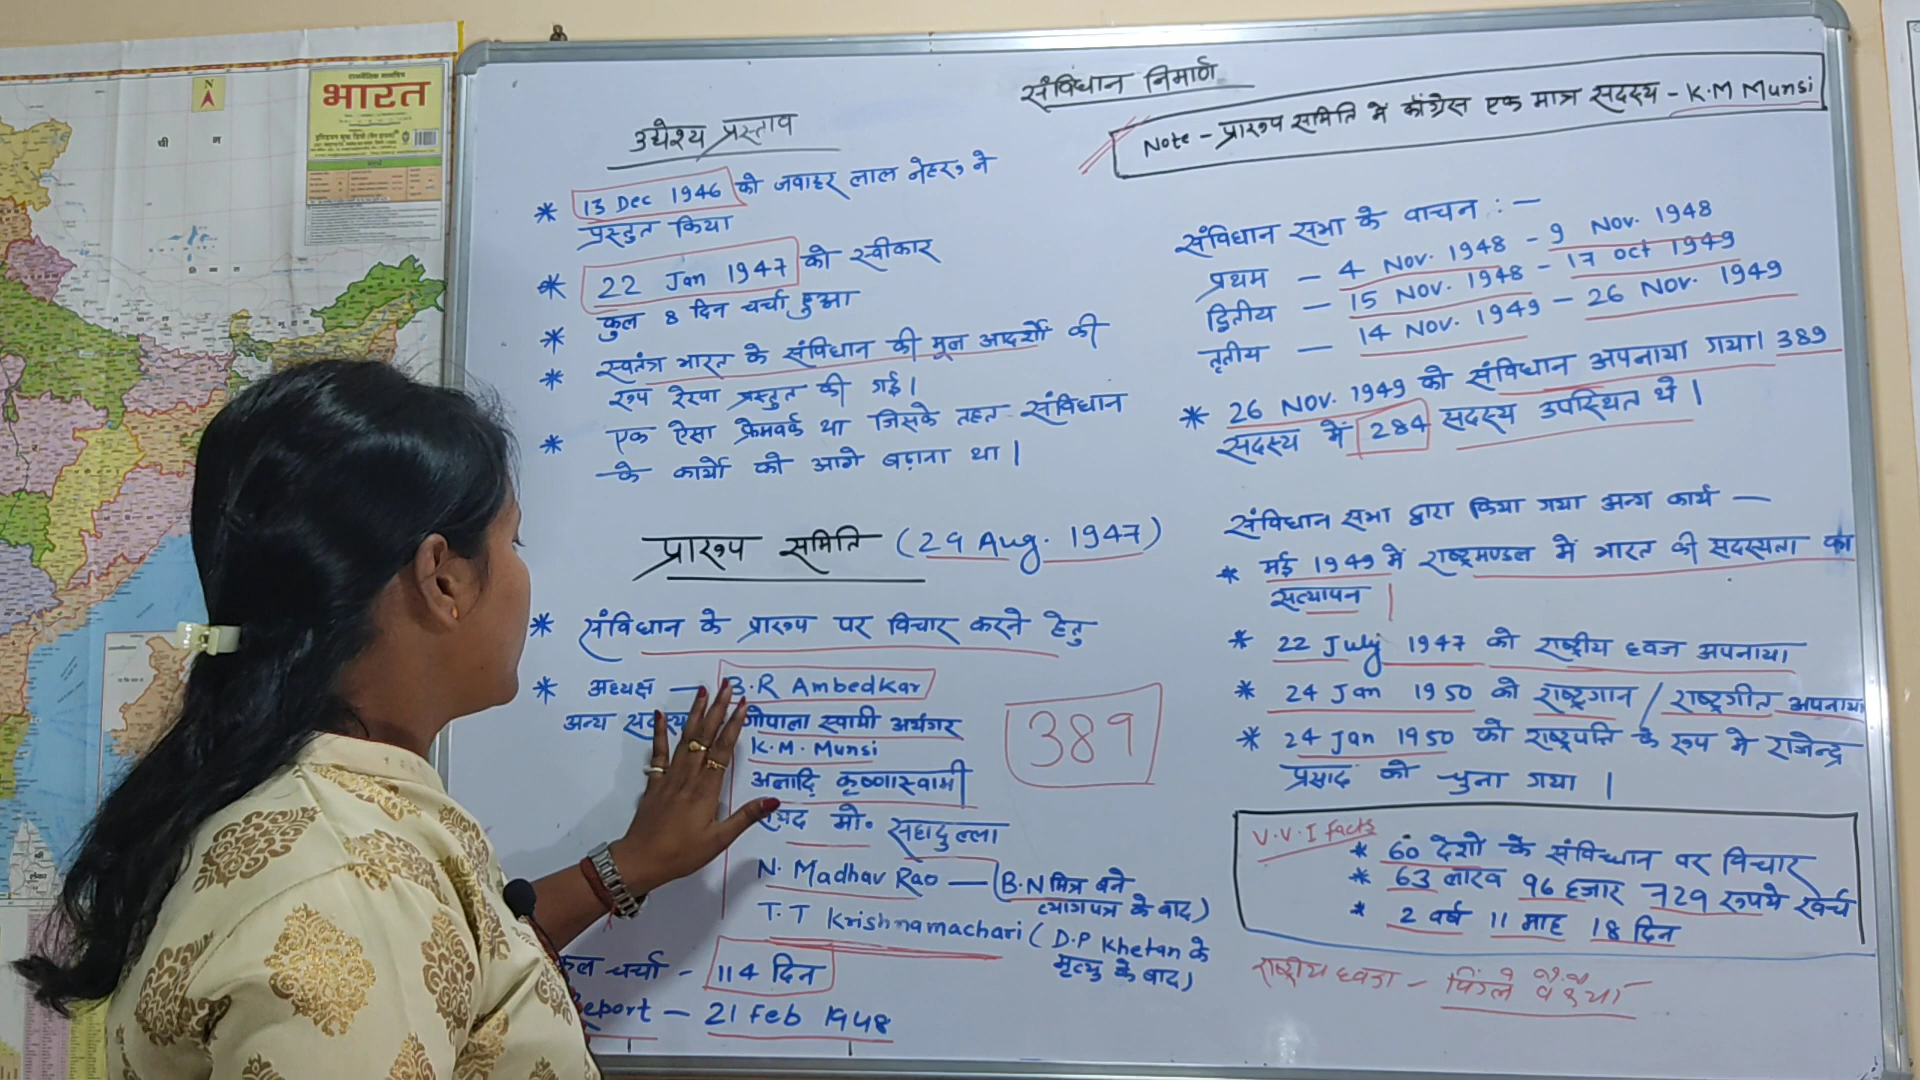 भारत
N
संविधान निर्माण
Note - प्रारूप समिति मे कांग्रेस एक मात्र सदस्य - K.M Munsi
उद्येश्य प्रस्ताव
* 13 Dec 1946 को जवाहर लाल नेहरू ने
प्रस्तुत किया
* 22 Jan 1947 को स्वीकार
* कुल 8 दिन चर्चा हुआ
* स्वतंत्र भारत के संविधान की मूल आदर्शो की
रूप रेखा प्रस्तुत की गई।
* एक ऐसा फ्रेमवर्क था जिसके तहत संविधान
के कार्यो को आगे बढ़ाना था।
प्रारूप समिति (29 Aug. 1947)
* संविधान के प्रारूप पर विचार करने हेतु
* अध्यक्ष — B.R Ambedkar
अन्य सदस्य गोपाला स्वामी अयंगर
K.M. Munsi
अलादि कृष्णास्वामी
मो. सहादुल्ला
N. Madhav Rao — (B.N मित्र बने
त्यागपत्र के बाद)
T.T Krishnamachari (D.P Khetan के
मृत्यु के बाद)
कुल चर्चा - 114 दिन
Report — 21 Feb 1948
389
संविधान सभा के वाचन : —
प्रथम — 4 Nov. 1948 - 9 Nov. 1948
द्वितीय — 15 Nov. 1948 - 17 Oct 1949
तृतीय — 14 Nov. 1949 — 26 Nov. 1949
* 26 Nov. 1949 को संविधान अपनाया गया। 389
सदस्य में 284 सदस्य उपस्थित थे।
संविधान सभा द्वारा किया गया अन्य कार्य —
* मई 1949 में राष्ट्रमण्डल में भारत की सदस्यता का
सत्यापन |
* 22 July 1947 को राष्ट्रीय ध्वज अपनाया
* 24 Jan 1950 को राष्ट्रगान / राष्ट्रगीत अपनाया
* 24 Jan 1950 को राष्ट्रपति के रूप मे राजेन्द्र
प्रसाद को चुना गया |
V.V.I facts
* 60 देशो के संविधान पर विचार
* 63 लाख 96 हजार 729 रूपये खर्च
* 2 वर्ष 11 माह 18 दिन
राष्ट्रीय ध्वज - पिंगले